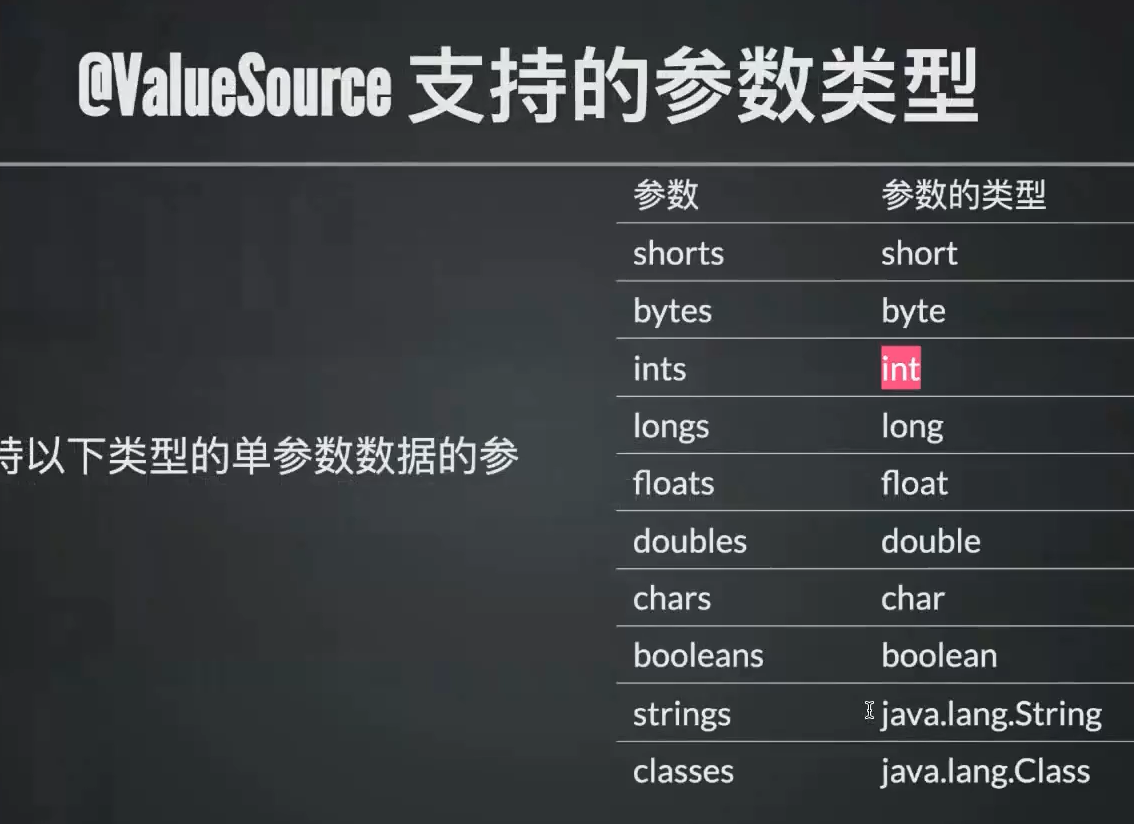 @ValueSource 支持的参数类型
参数 参数的类型
shorts short
bytes byte
ints int
longs long
持以下类型的单参数数据的参
floats float
doubles double
chars char
booleans boolean
strings java.lang.String
classes java.lang.Class